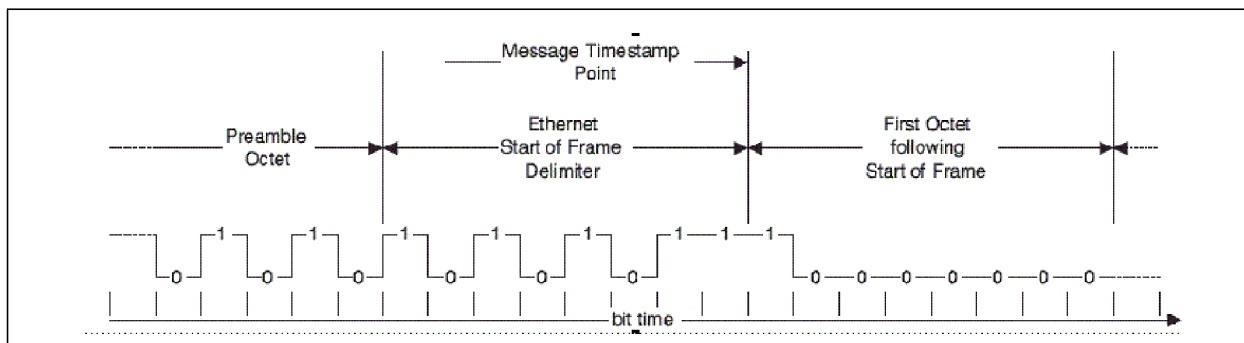 Message Timestamp
Point
Preamble
Octet
Ethernet
Start of Frame
Delimiter
First Octet
following
Start of Frame
0 1 0 1 0 1 0 1 0 1 0 1 1 1 0 0 0 0 0 0 0
bit time